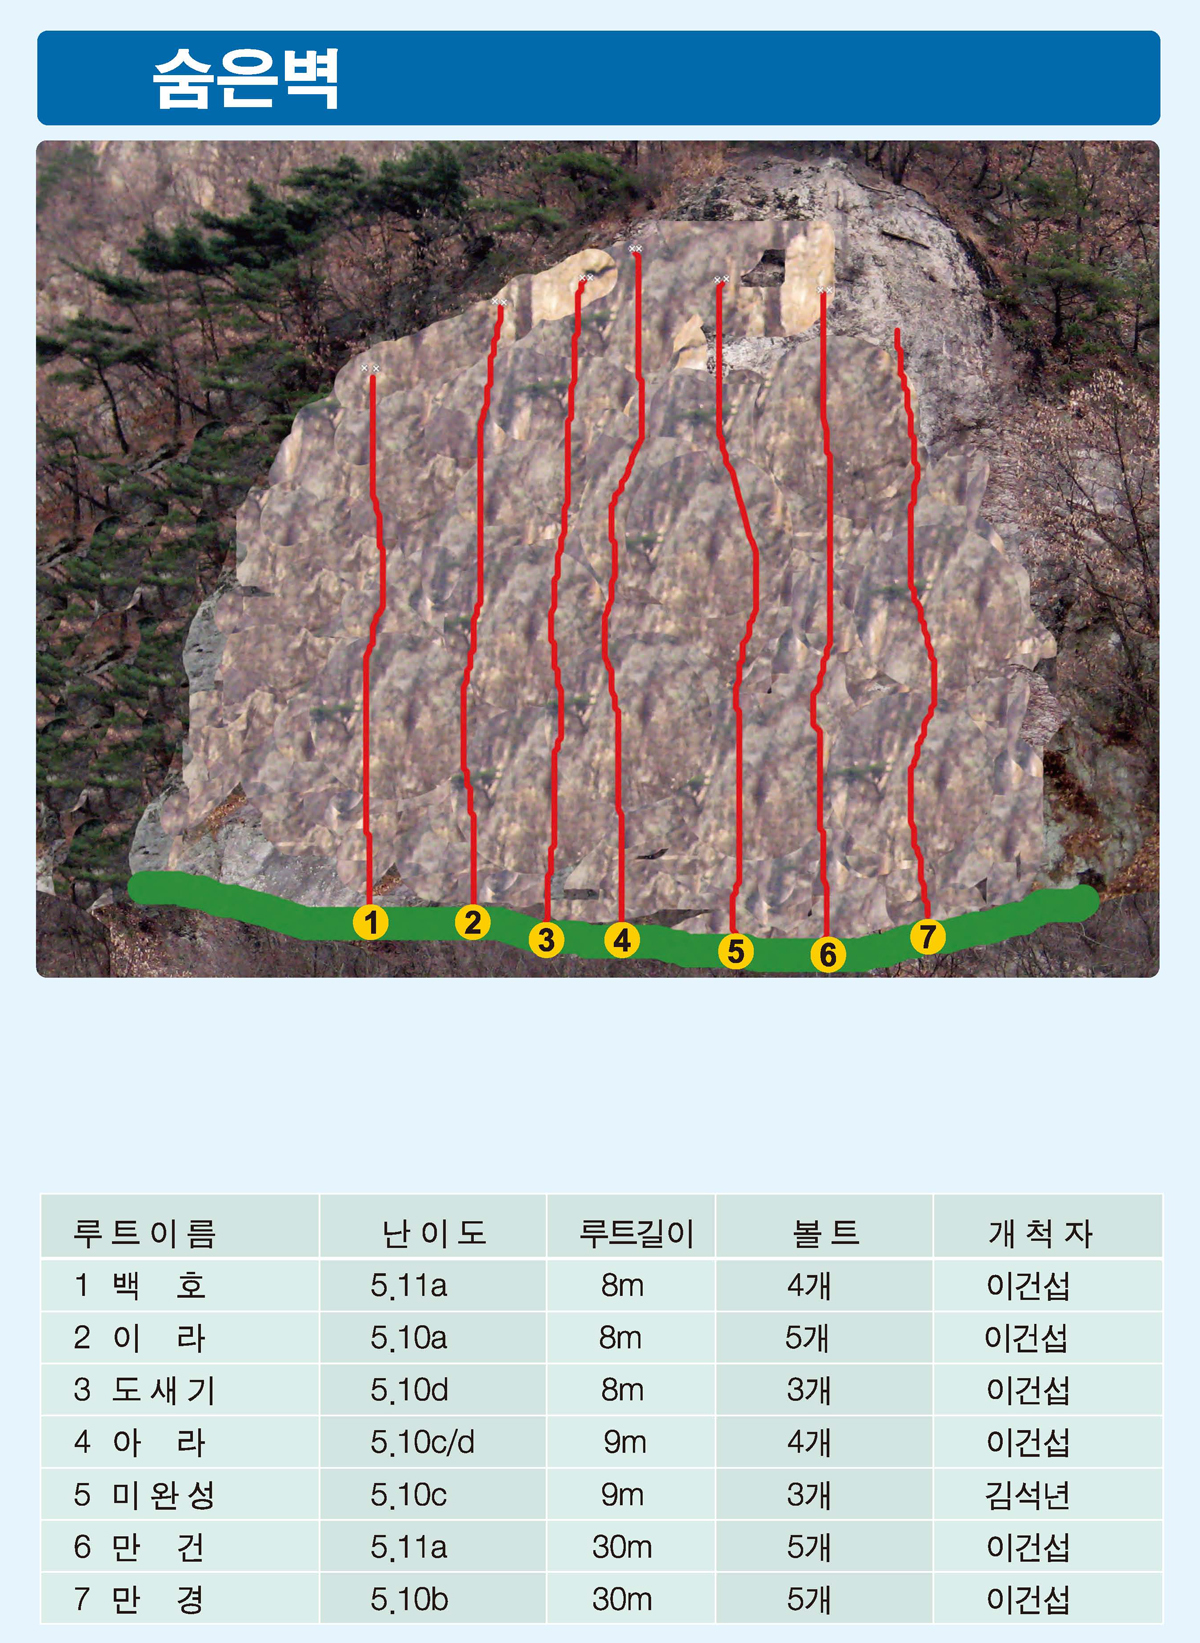 숨은벽
1
2
3
4
5
6
7
루트이름 난이도 루트길이 볼트 개척자
1 백호 5.11a 8m 4개 이건섭
2 이라 5.10a 8m 5개 이건섭
3 도새기 5.10d 8m 3개 이건섭
4 아라 5.10c/d 9m 4개 이건섭
5 미완성 5.10c 9m 3개 김석년
6 만건 5.11a 30m 5개 이건섭
7 만경 5.10b 30m 5개 이건섭